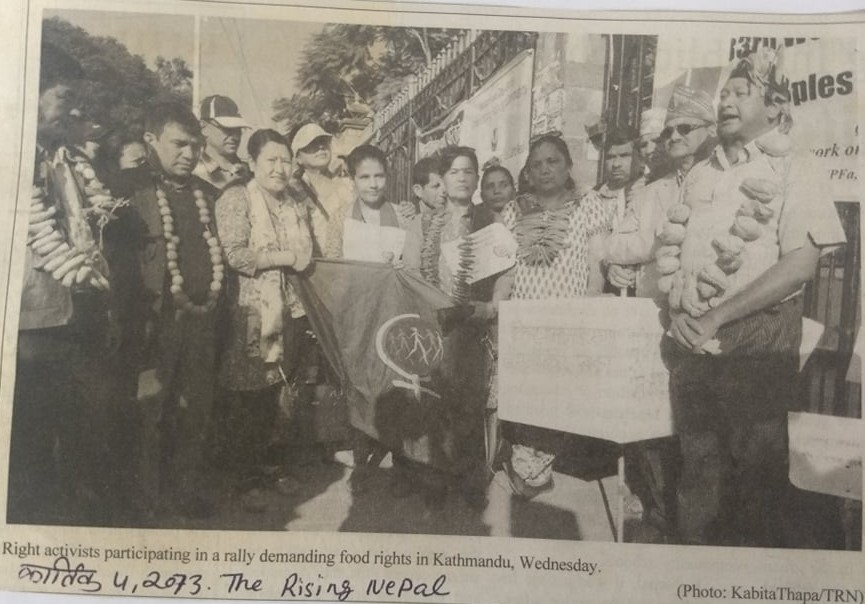 ples
Right activists participating in a rally demanding food rights in Kathmandu, Wednesday.
(Photo: KabitaThapa/TRN)
कार्तिक ५, 2073. The Rising Nepal